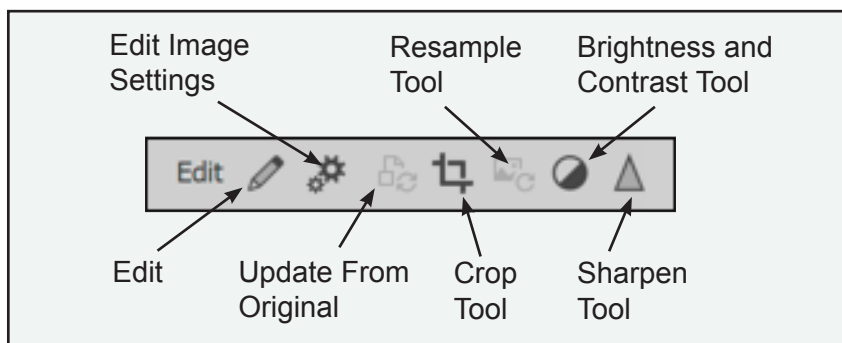 Edit Image
Settings
Resample
Tool
Brightness and
Contrast Tool
Edit
Edit
Update From
Original
Crop
Tool
Sharpen
Tool